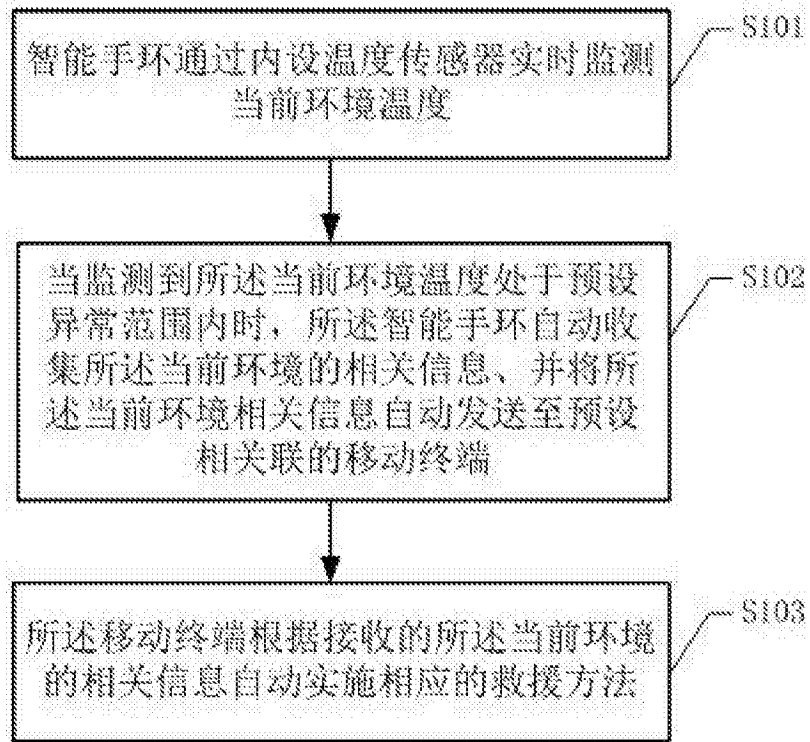 智能手环通过内设温度传感器实时监测
当前环境温度
S101
当监测到所述当前环境温度处于预设
异常范围内时，所述智能手环自动收
集所述当前环境的相关信息、并将所
述当前环境相关信息自动发送至预设
相关联的移动终端
S102
所述移动终端根据接收的所述当前环境
的相关信息自动实施相应的救援方法
S103